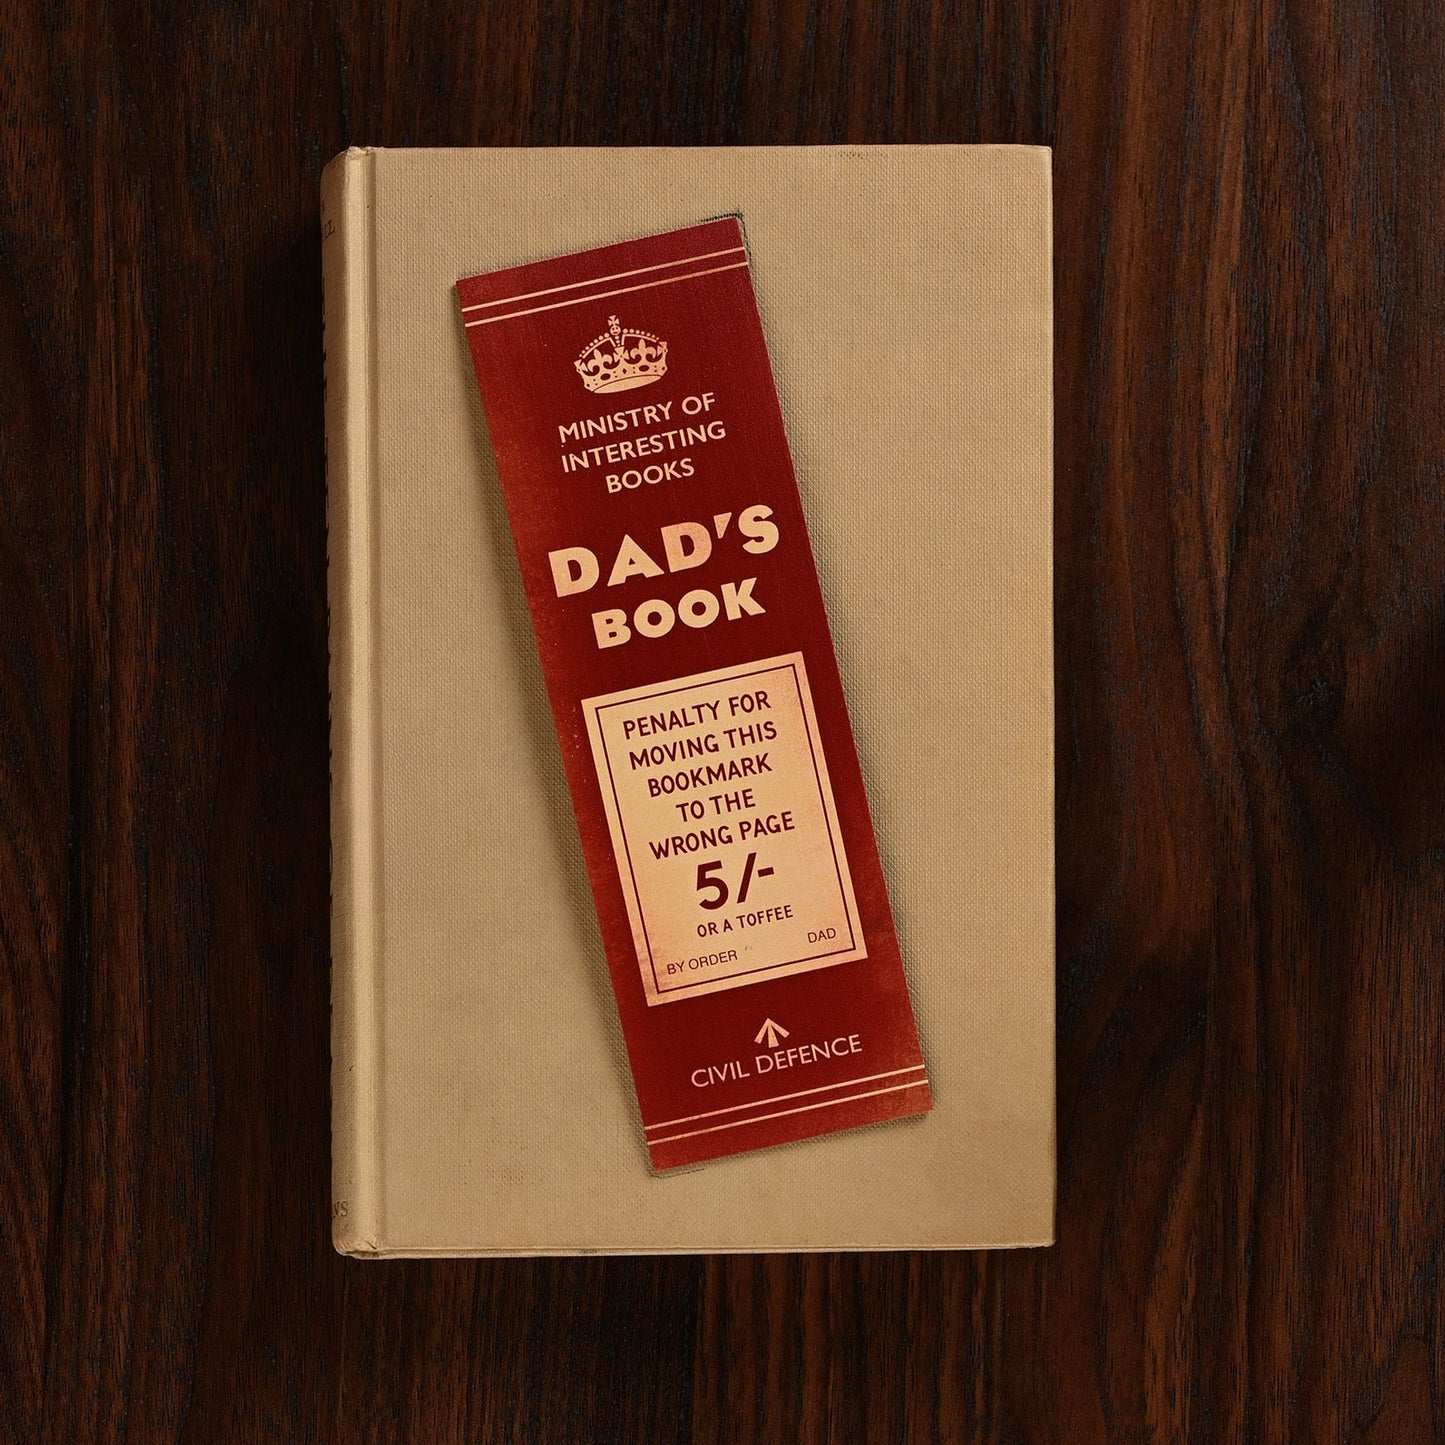 MINISTRY OF
INTERESTING
BOOKS
DAD'S
BOOK
PENALTY FOR
MOVING THIS
BOOKMARK
TO THE
WRONG PAGE
5/-
OR A TOFFEE
BY ORDER DAD
CIVIL DEFENCE